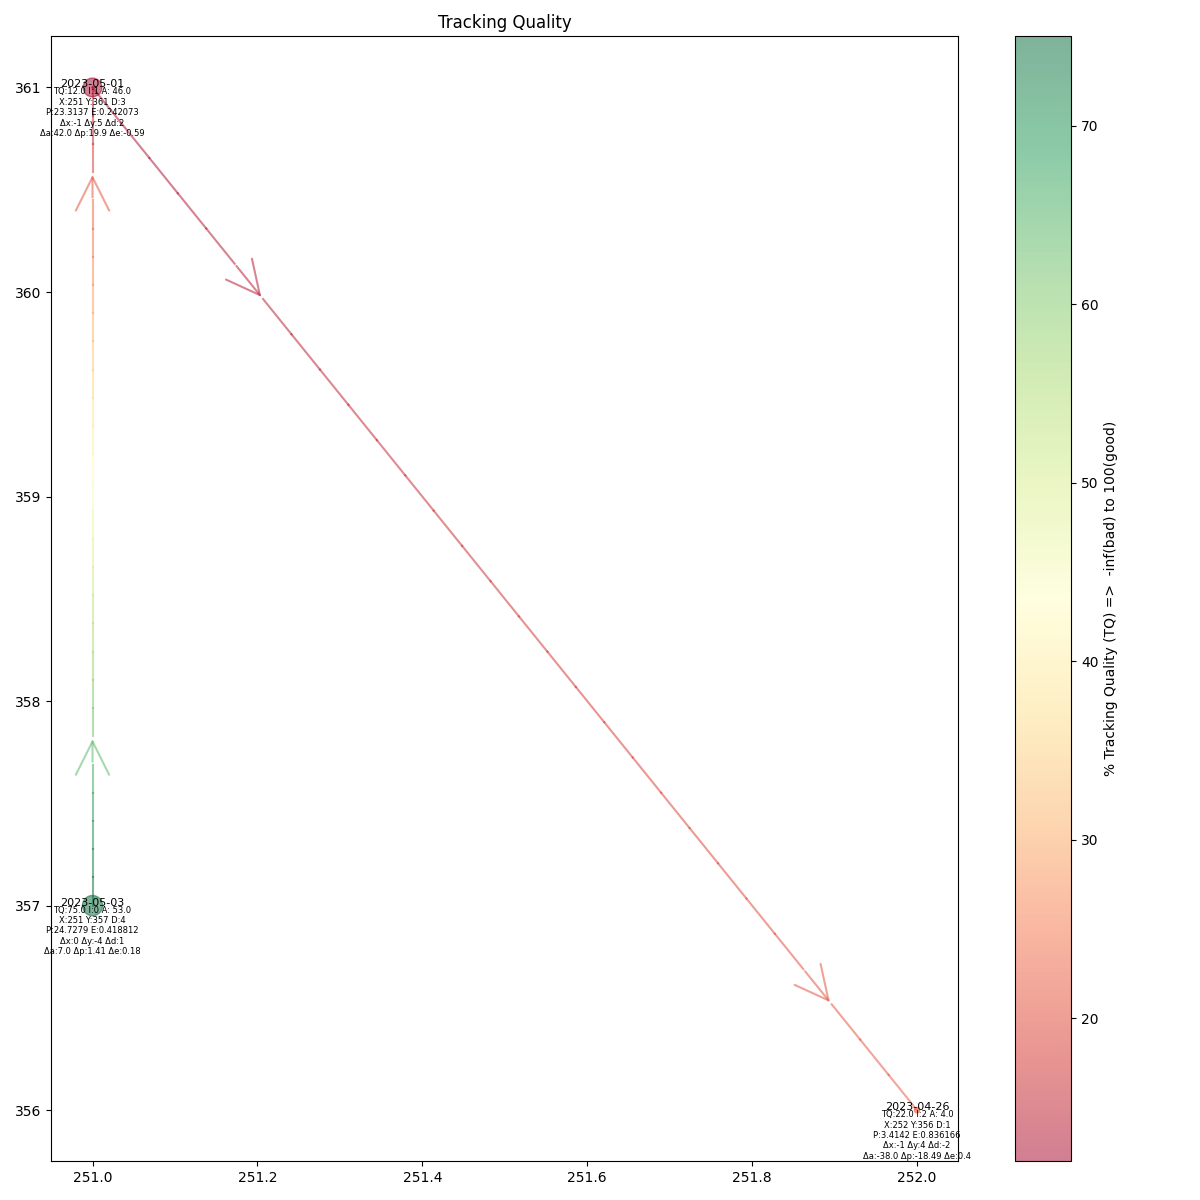 Tracking Quality
361
360
359
358
357
356
2023-05-01
TQ:12.0 I:1 A: 46.0
X:251 Y:361 D:3
P:23.3137 E:0.242073
Δx:-1 Δy:5 Δd:2
Δa:42.0 Δp:19.9 Δe:-0.59
2023-05-03
TQ:75.0 I:0 A: 53.0
X:251 Y:357 D:4
P:24.7279 E:0.418812
Δx:0 Δy:-4 Δd:1
Δa:7.0 Δp:1.41 Δe:0.18
2023-04-26
TQ:22.0 I:2 A: 4.0
X:252 Y:356 D:1
P:3.4142 E:0.836166
Δx:-1 Δy:4 Δd:-2
Δa:-38.0 Δp:-18.49 Δe:0.4
251.0 251.2 251.4 251.6 251.8 252.0
70
60
50
40
30
20
% Tracking Quality (TQ) => -inf(bad) to 100(good)